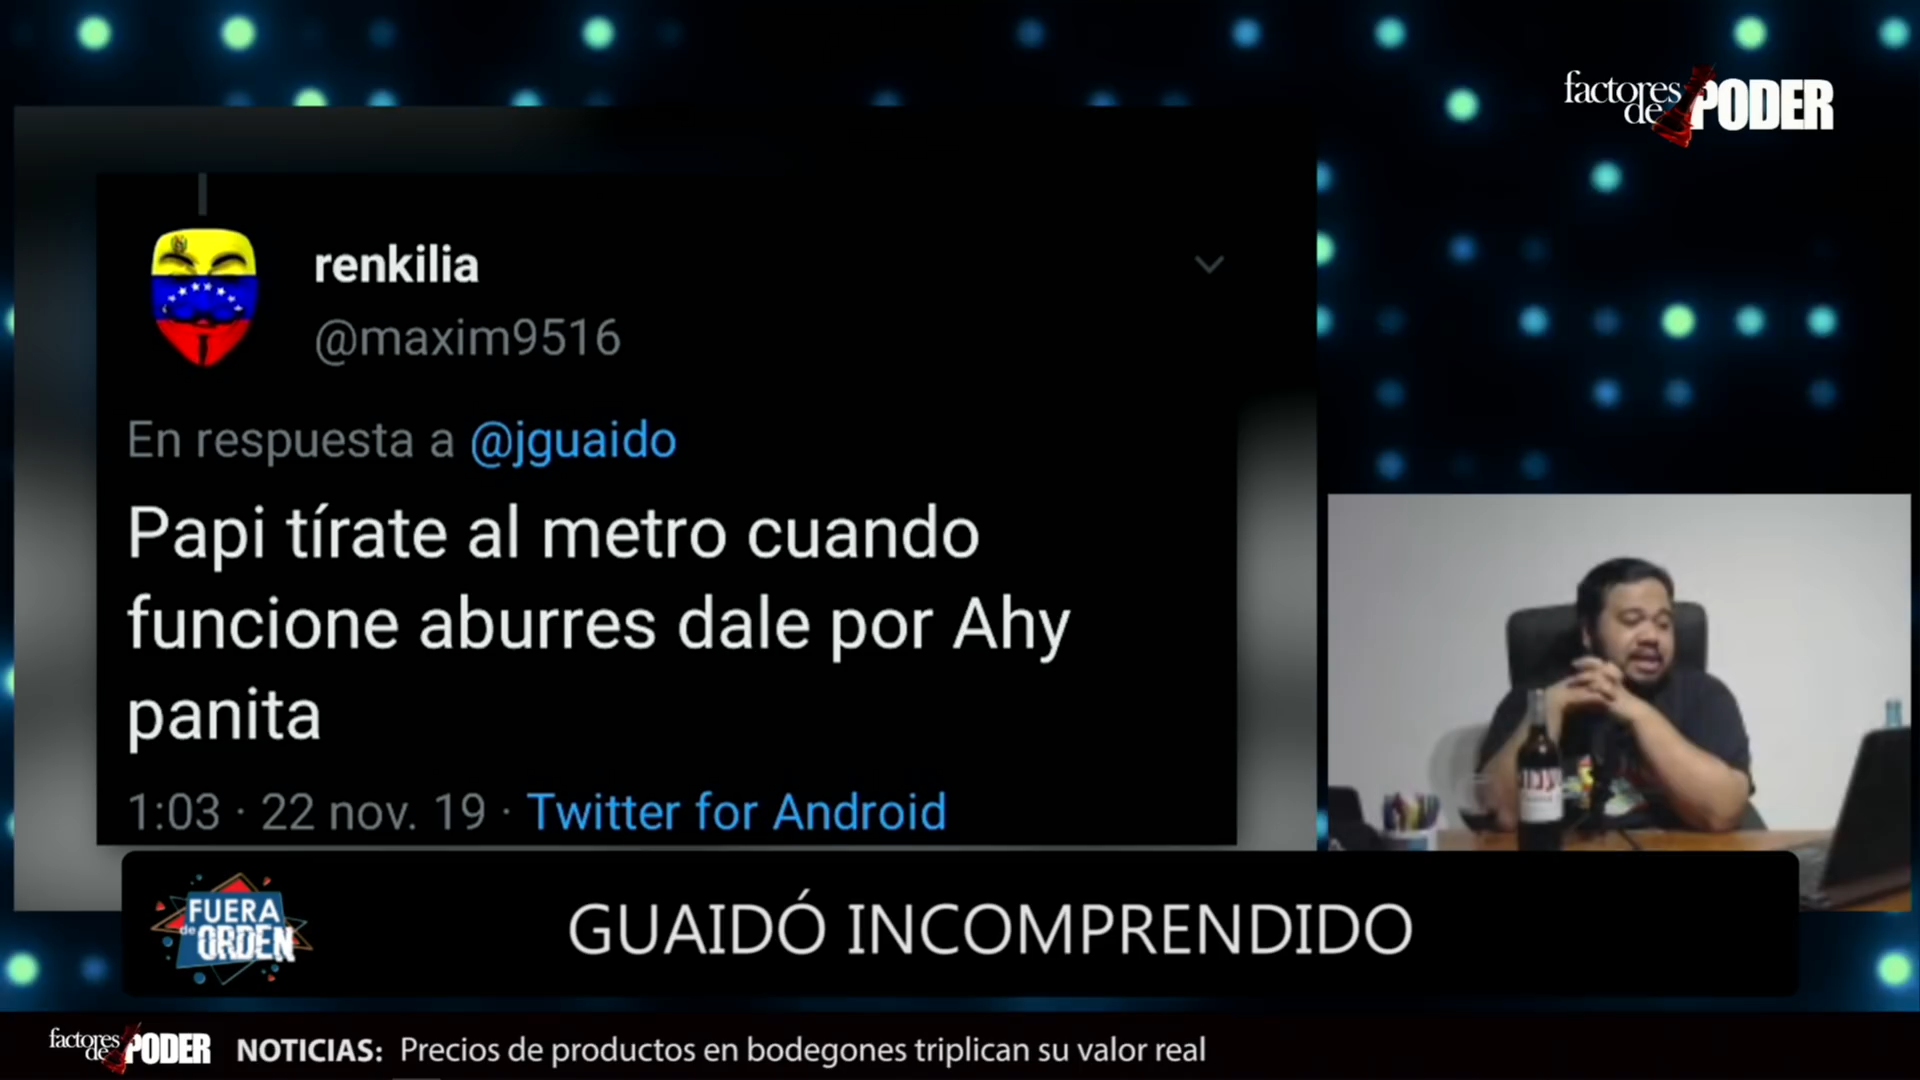 factores
de PODER
renkilia
@maxim9516
En respuesta a @jguaido
Papi tírate al metro cuando
funcione aburres dale por Ahy
panita
1:03 · 22 nov. 19 · Twitter for Android
FUERA
de ORDEN
GUAIDÓ INCOMPRENDIDO
factores
de PODER
NOTICIAS: Precios de productos en bodegones triplican su valor real